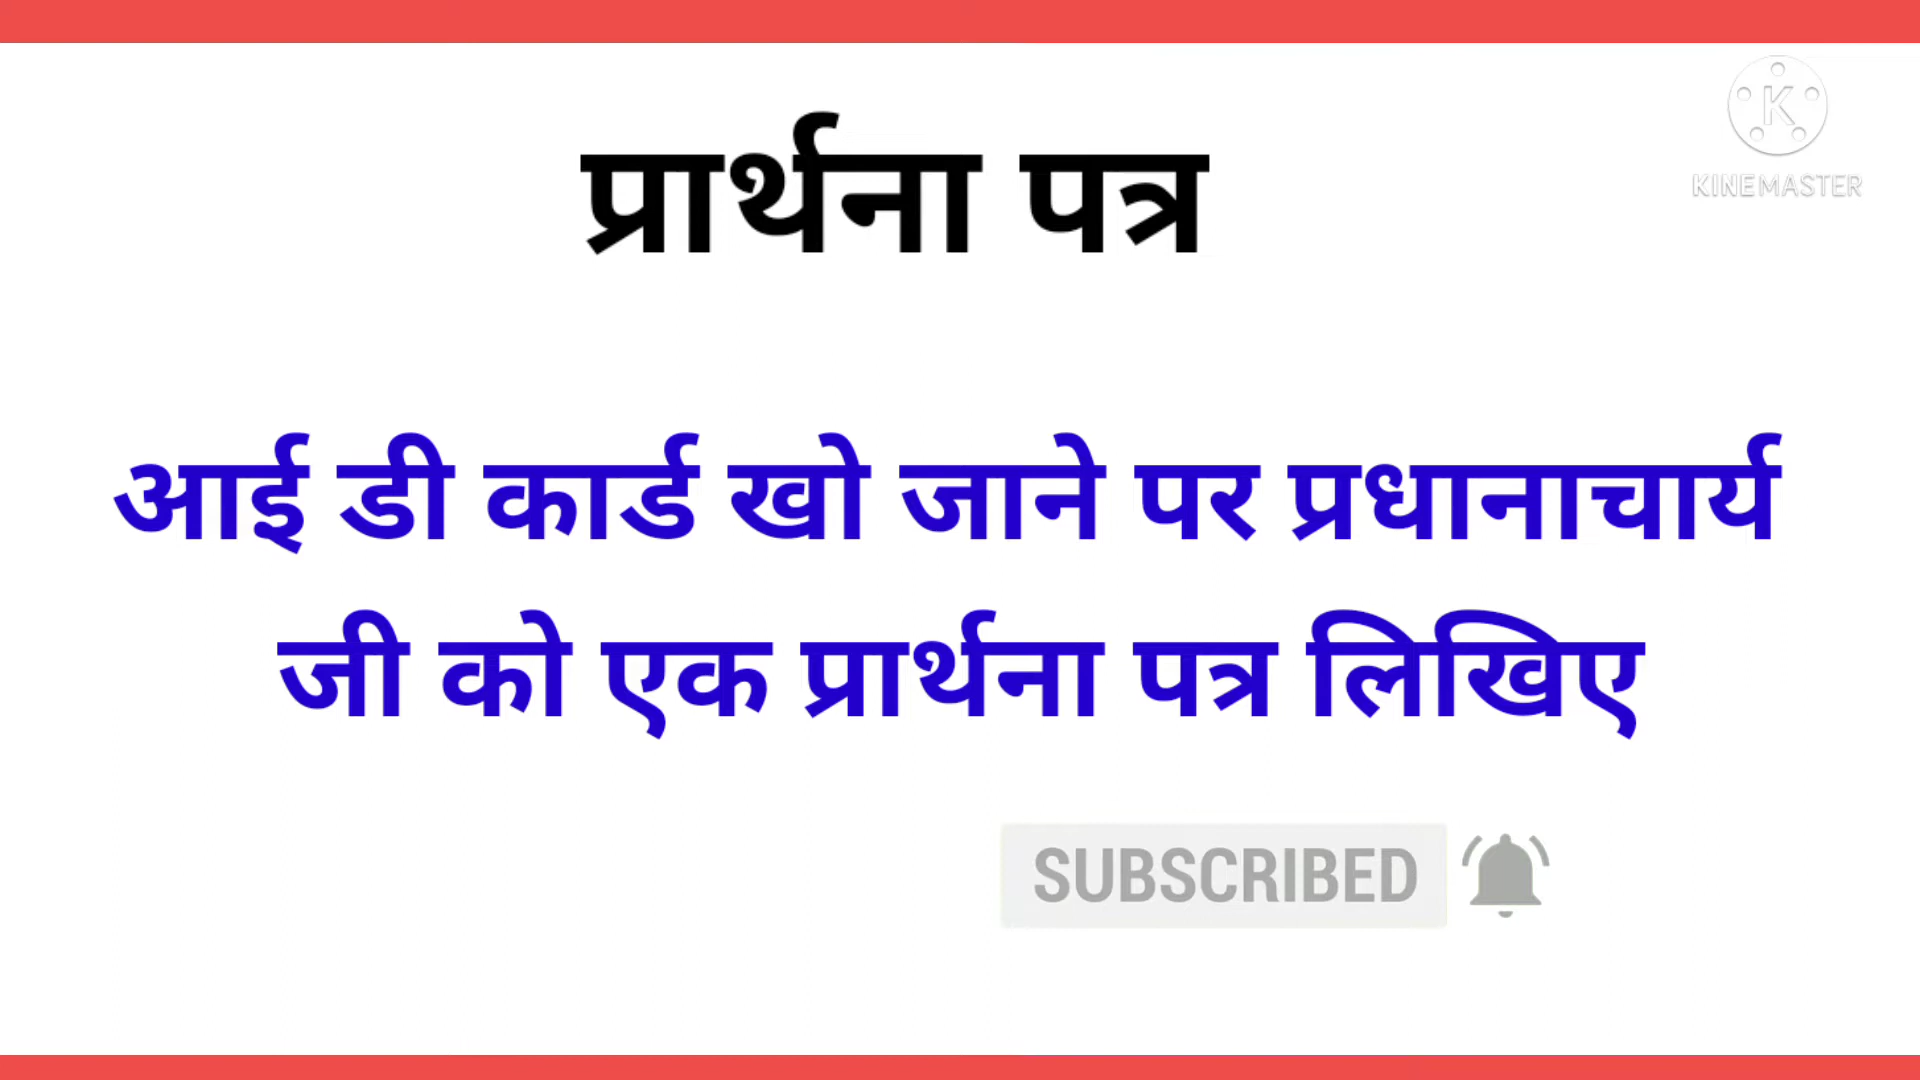 प्रार्थना पत्र
KINEMASTER
आई डी कार्ड खो जाने पर प्रधानाचार्य
जी को एक प्रार्थना पत्र लिखिए
SUBSCRIBED